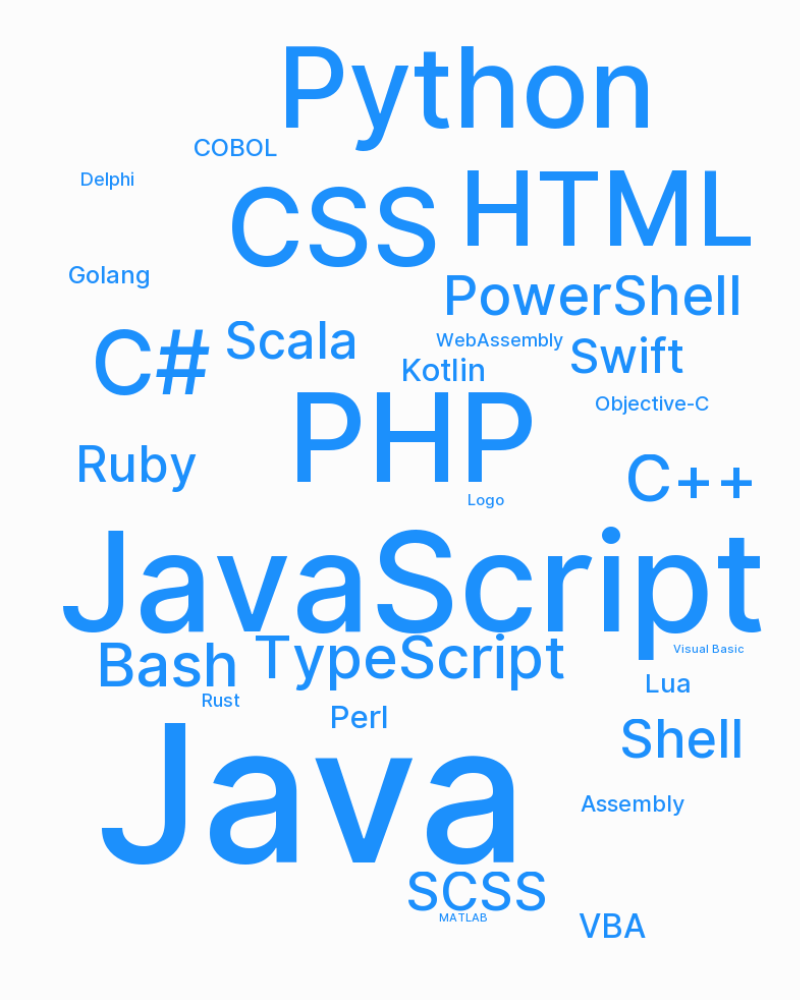 Python
COBOL
Delphi
CSS
HTML
Golang
PowerShell
C#
Scala
WebAssembly
Swift
Kotlin
Objective-C
PHP
Ruby
C++
Logo
JavaScript
Bash
TypeScript
Visual Basic
Lua
Rust
Perl
Shell
Java
Assembly
SCSS
MATLAB
VBA